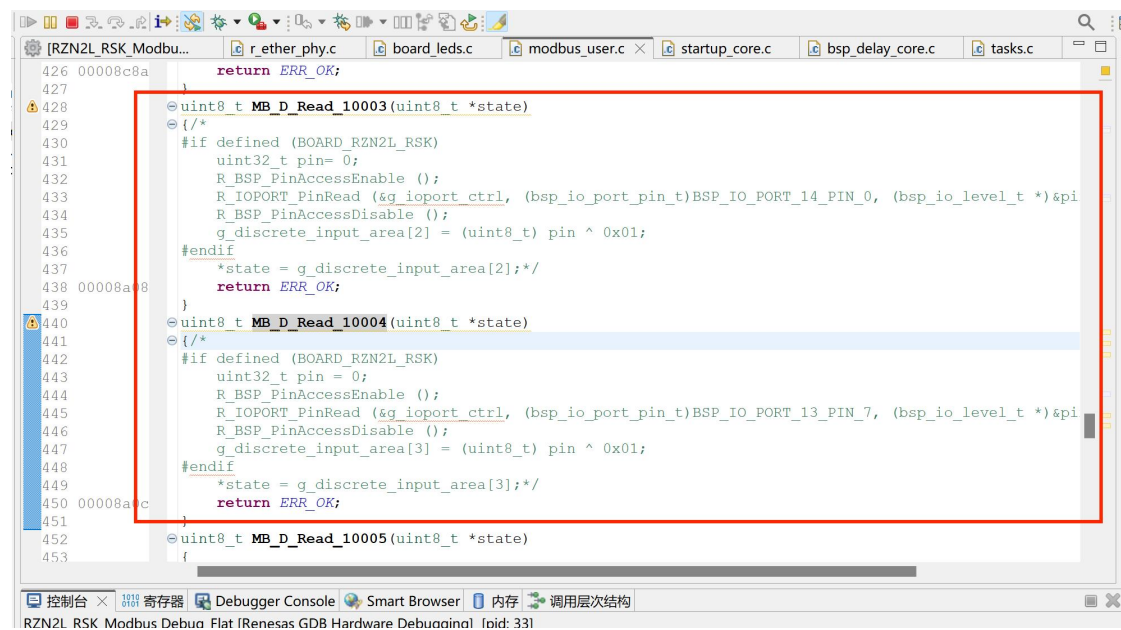 [RZN2L_RSK_Modbu... r_ether_phy.c board_leds.c modbus_user.c startup_core.c bsp_delay_core.c tasks.c
426 00008c8a return ERR_OK;
427 }
428 uint8_t MB_D_Read_10003(uint8_t *state)
429 {/*
430 #if defined (BOARD_RZN2L_RSK)
431 uint32_t pin= 0;
432 R_BSP_PinAccessEnable ();
433 R_IOPORT_PinRead (&g_ioport_ctrl, (bsp_io_port_pin_t)BSP_IO_PORT_14_PIN_0, (bsp_io_level_t *)&pi
434 R_BSP_PinAccessDisable ();
435 g_discrete_input_area[2] = (uint8_t) pin ^ 0x01;
436 #endif
437 *state = g_discrete_input_area[2];*/
438 00008a08 return ERR_OK;
439 }
440 uint8_t MB_D_Read_10004(uint8_t *state)
441 {/*
442 #if defined (BOARD_RZN2L_RSK)
443 uint32_t pin = 0;
444 R_BSP_PinAccessEnable ();
445 R_IOPORT_PinRead (&g_ioport_ctrl, (bsp_io_port_pin_t)BSP_IO_PORT_13_PIN_7, (bsp_io_level_t *)&pi
446 R_BSP_PinAccessDisable ();
447 g_discrete_input_area[3] = (uint8_t) pin ^ 0x01;
448 #endif
449 *state = g_discrete_input_area[3];*/
450 00008a0c return ERR_OK;
451 }
452 uint8_t MB_D_Read_10005(uint8_t *state)
453 {
控制台 寄存器 Debugger Console Smart Browser 内存 调用层次结构
RZN2L_RSK_Modbus Debug_Flat [Renesas GDB Hardware Debugging] [pid: 33]